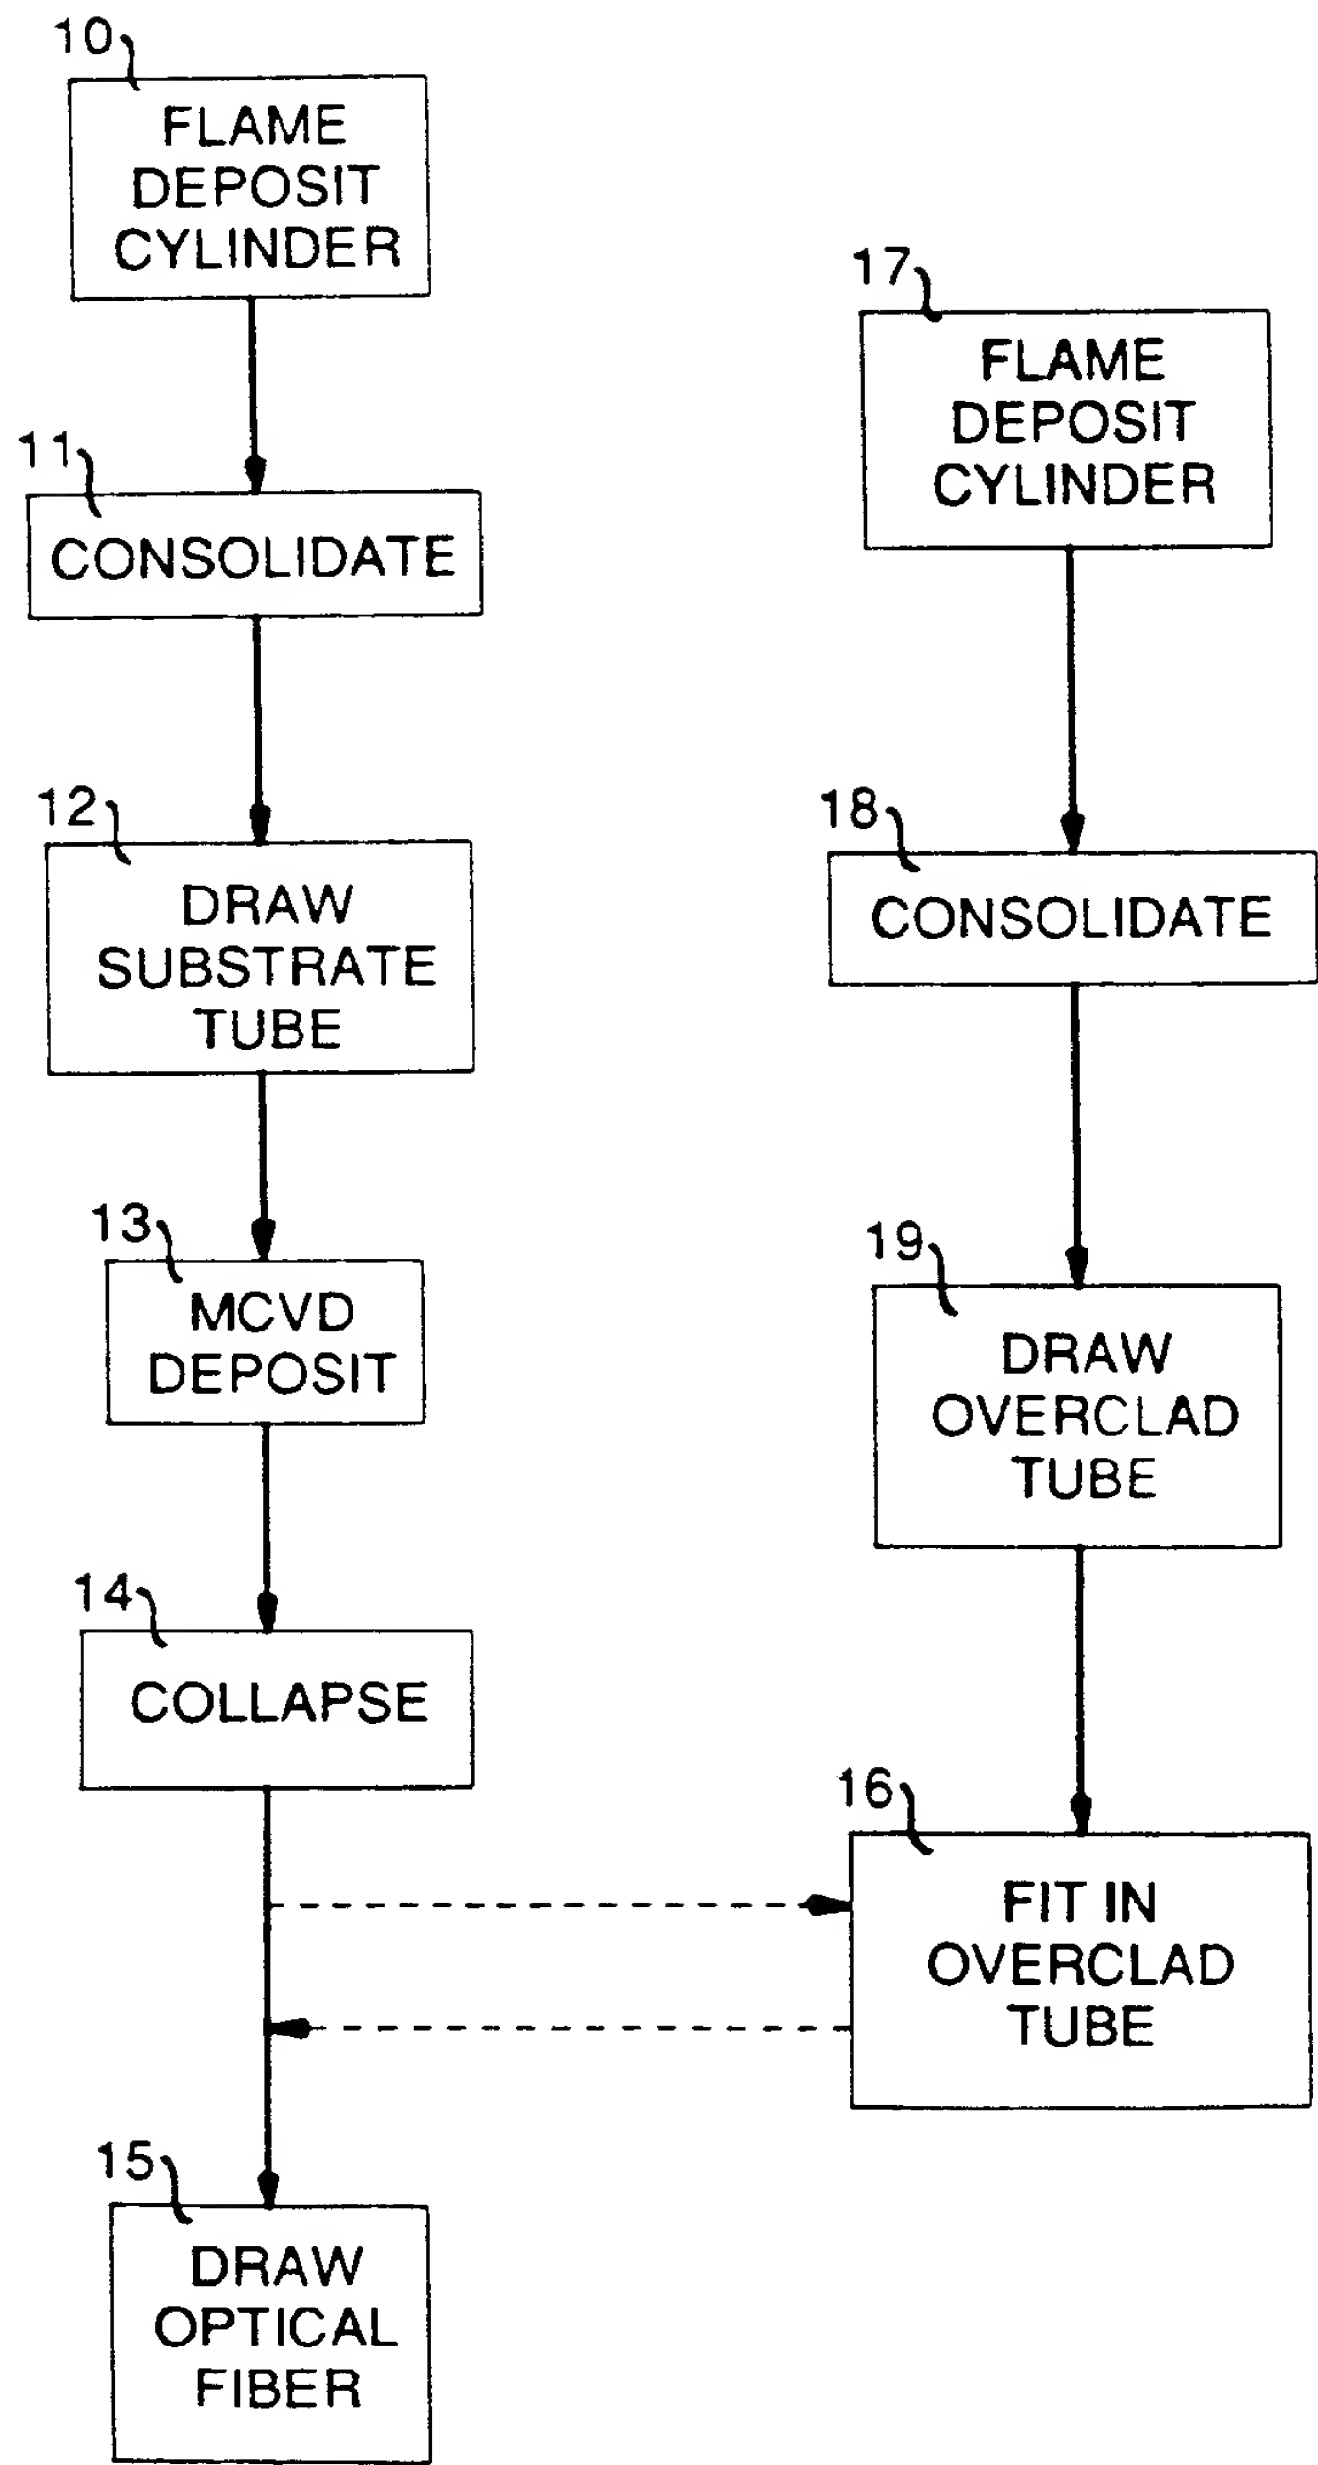 10
FLAME
DEPOSIT
CYLINDER
11
CONSOLIDATE
12
DRAW
SUBSTRATE
TUBE
13
MCVD
DEPOSIT
14
COLLAPSE
15
DRAW
OPTICAL
FIBER
17
FLAME
DEPOSIT
CYLINDER
18
CONSOLIDATE
19
DRAW
OVERCLAD
TUBE
16
FIT IN
OVERCLAD
TUBE